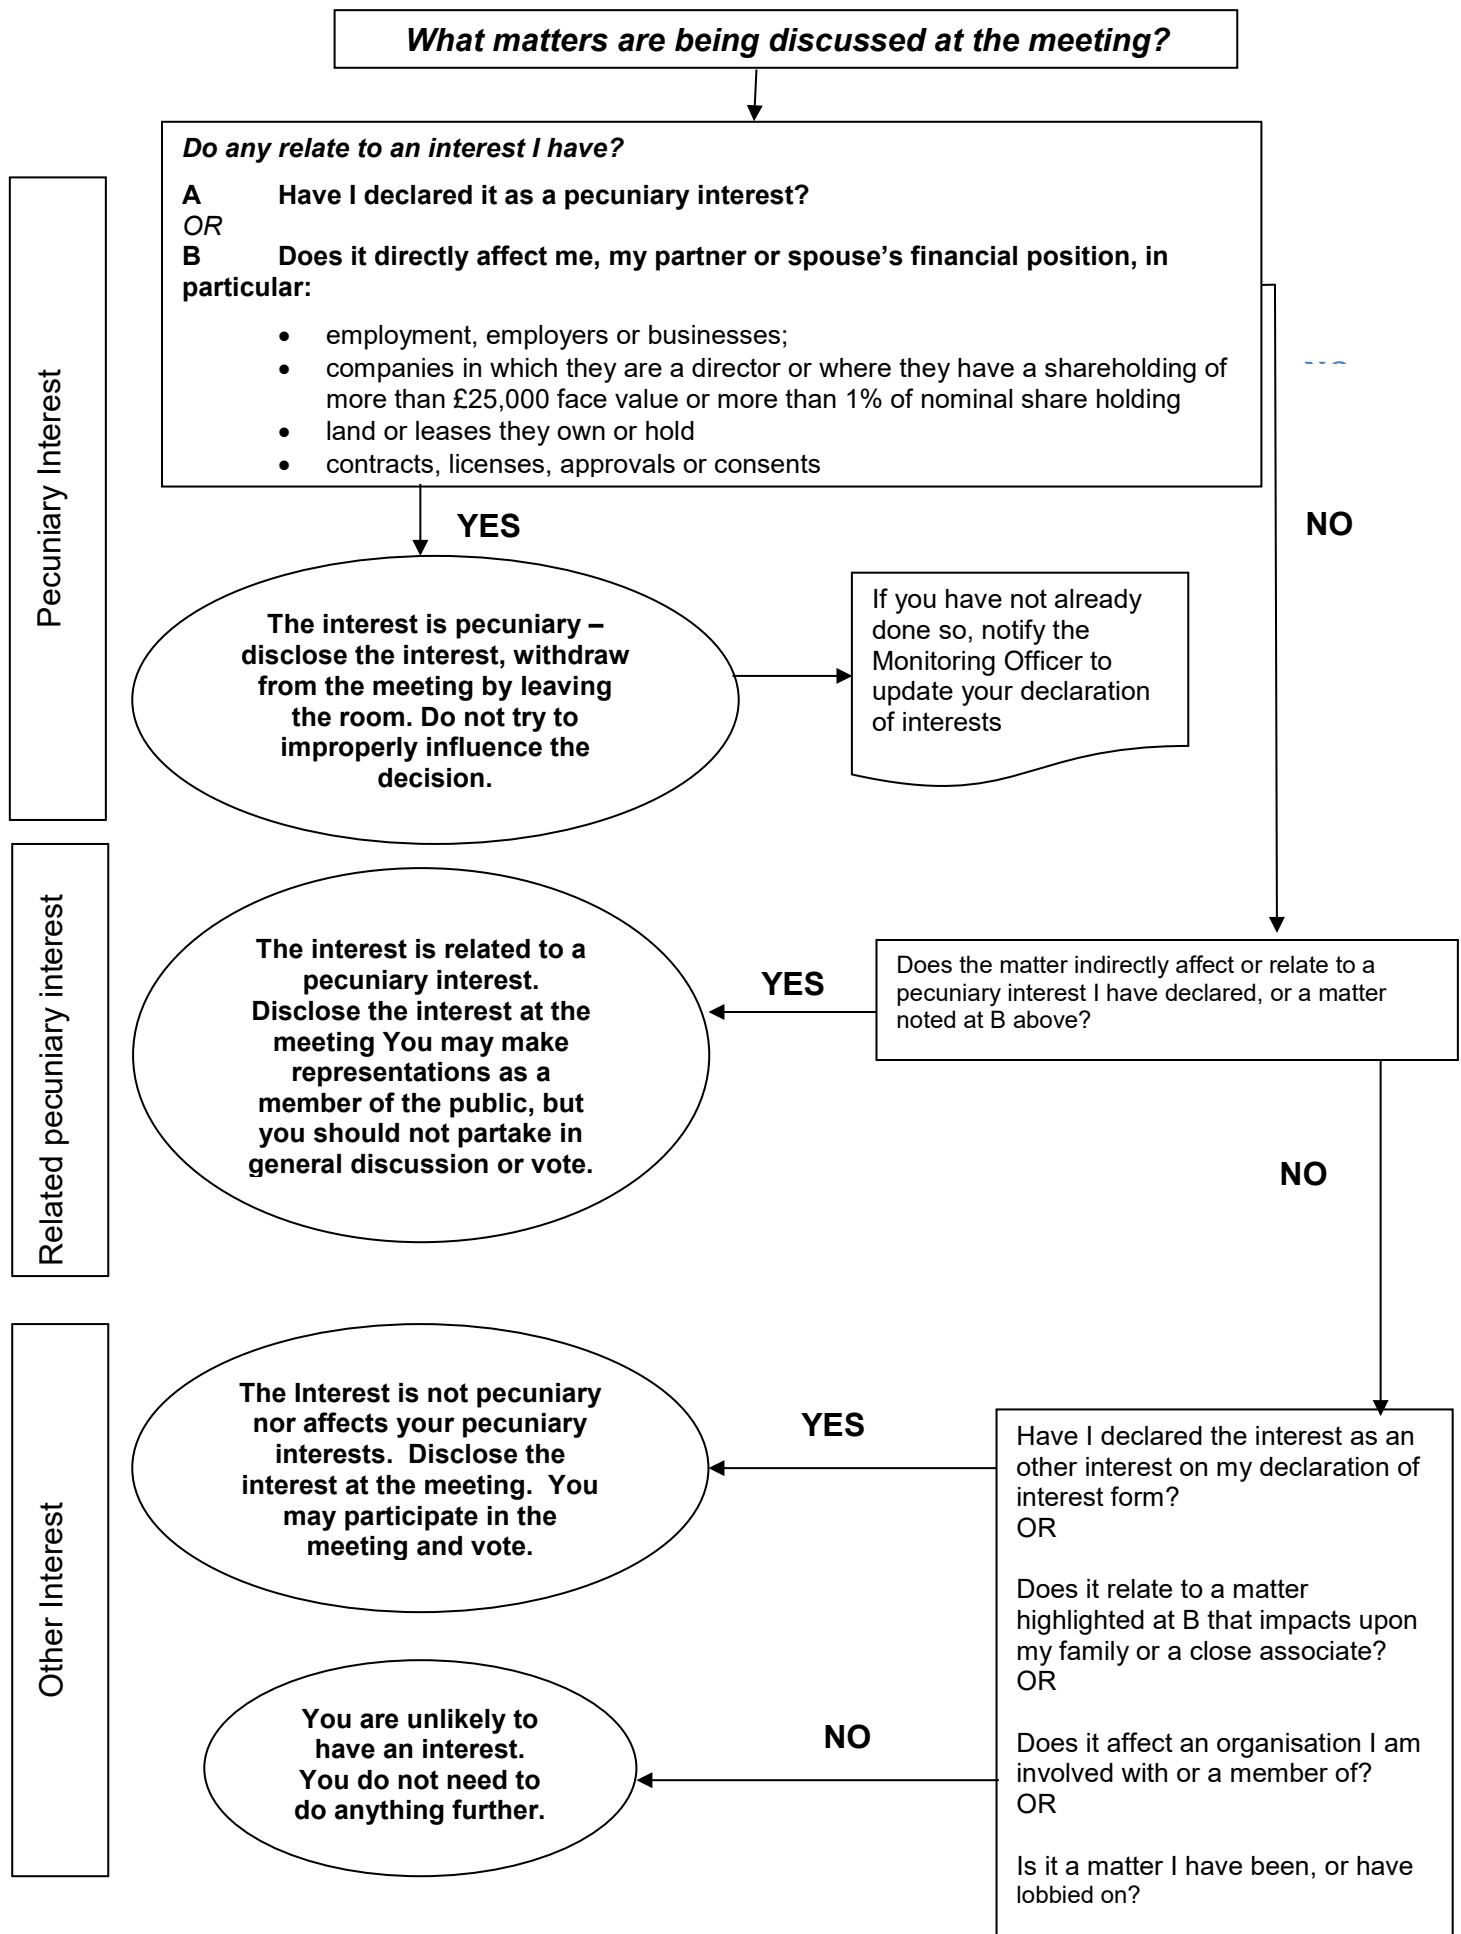 What matters are being discussed at the meeting?
Do any relate to an interest I have?
A Have I declared it as a pecuniary interest?
OR
B Does it directly affect me, my partner or spouse’s financial position, in
particular:
• employment, employers or businesses;
• companies in which they are a director or where they have a shareholding of
more than £25,000 face value or more than 1% of nominal share holding
• land or leases they own or hold
• contracts, licenses, approvals or consents
Pecuniary Interest
YES
NO
The interest is pecuniary –
disclose the interest, withdraw
from the meeting by leaving
the room. Do not try to
improperly influence the
decision.
If you have not already
done so, notify the
Monitoring Officer to
update your declaration
of interests
Related pecuniary interest
The interest is related to a
pecuniary interest.
Disclose the interest at the
meeting You may make
representations as a
member of the public, but
you should not partake in
general discussion or vote.
YES
Does the matter indirectly affect or relate to a
pecuniary interest I have declared, or a matter
noted at B above?
NO
Other Interest
The Interest is not pecuniary
nor affects your pecuniary
interests. Disclose the
interest at the meeting. You
may participate in the
meeting and vote.
YES
Have I declared the interest as an
other interest on my declaration of
interest form?
OR
Does it relate to a matter
highlighted at B that impacts upon
my family or a close associate?
OR
Does it affect an organisation I am
involved with or a member of?
OR
Is it a matter I have been, or have
lobbied on?
NO
You are unlikely to
have an interest.
You do not need to
do anything further.